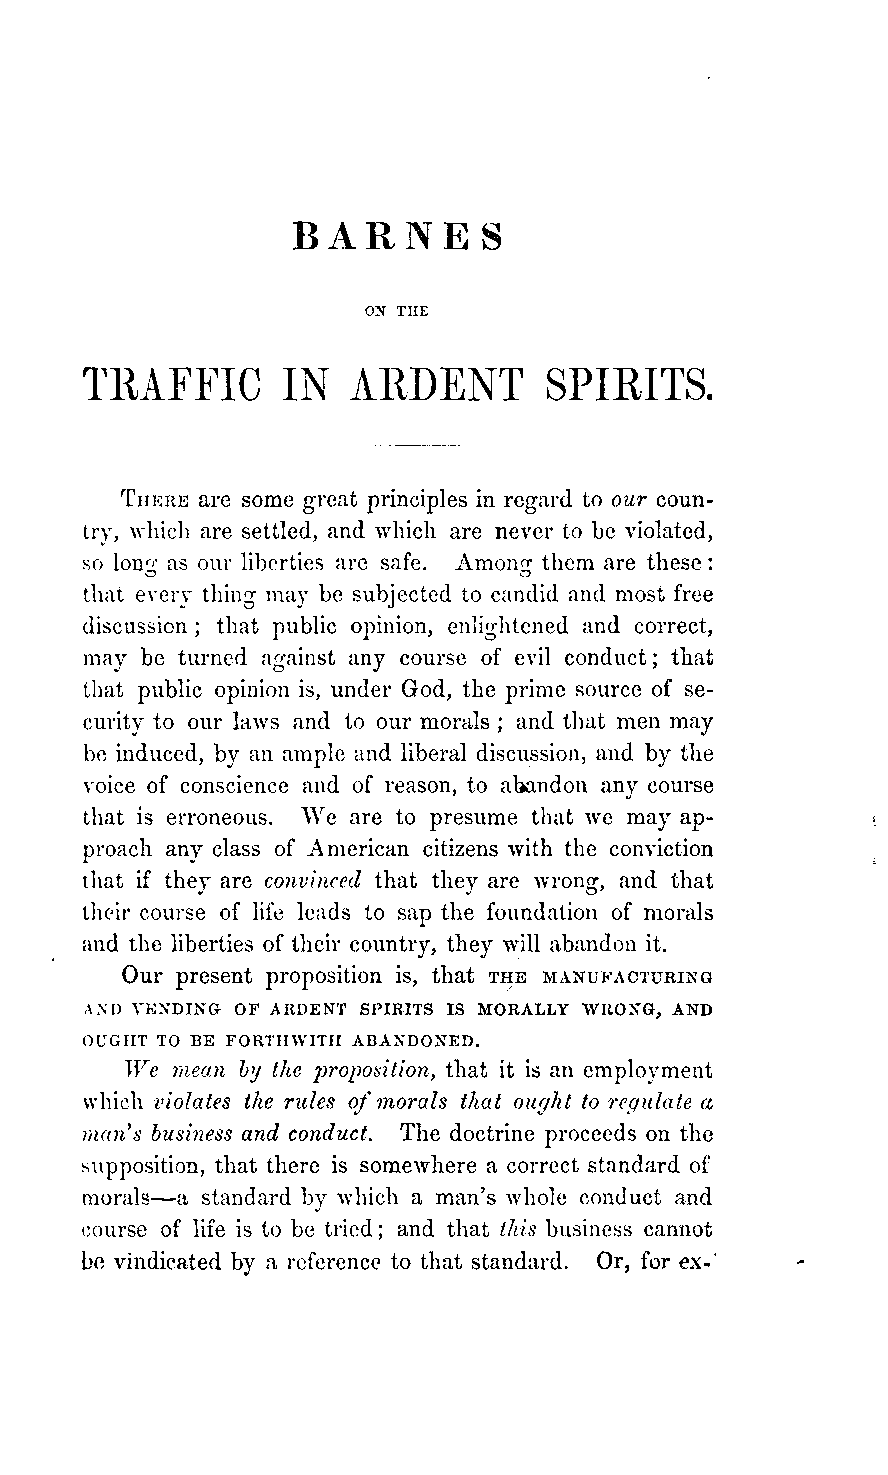 BARNES
ON THE
TRAFFIC IN ARDENT SPIRITS.
THERE are some great principles in regard to our coun-
try, which are settled, and which are never to be violated,
so long as our liberties are safe. Among them are these:
that every thing may be subjected to candid and most free
discussion; that public opinion, enlightened and correct,
may be turned against any course of evil conduct; that
that public opinion is, under God, the prime source of se-
curity to our laws and to our morals; and that men may
be induced, by an ample and liberal discussion, and by the
voice of conscience and of reason, to abandon any course
that is erroneous. We are to presume that we may ap-
proach any class of American citizens with the conviction
that if they are convinced that they are wrong, and that
their course of life leads to sap the foundation of morals
and the liberties of their country, they will abandon it.
Our present proposition is, that THE MANUFACTURING
AND VENDING OF ARDENT SPIRITS IS MORALLY WRONG, AND
OUGHT TO BE FORTHWITH ABANDONED.
We mean by the proposition, that it is an employment
which violates the rules of morals that ought to regulate a
man's business and conduct. The doctrine proceeds on the
supposition, that there is somewhere a correct standard of
morals—a standard by which a man's whole conduct and
course of life is to be tried; and that this business cannot
be vindicated by a reference to that standard. Or, for ex-